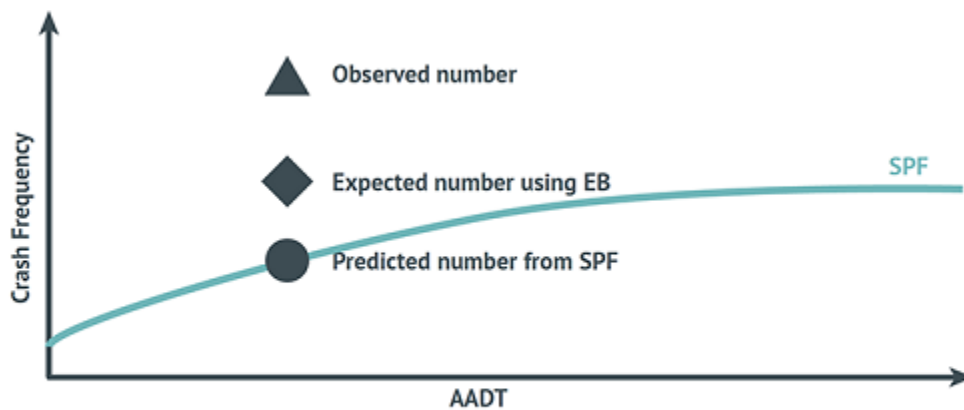 Observed number
Expected number using EB
SPF
Predicted number from SPF
Crash Frequency
AADT